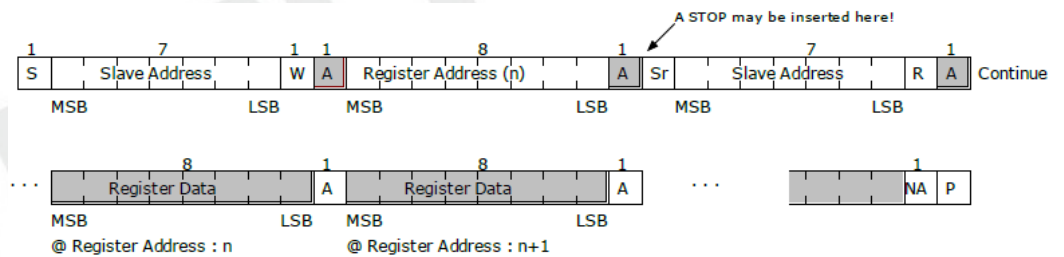 A STOP may be inserted here!
1 7 1 1 8 1 7 1
S Slave Address W A Register Address (n) A Sr Slave Address R A Continue
MSB LSB MSB LSB MSB LSB
8 1 8 1 1
... Register Data A Register Data A ... NA P
MSB LSB MSB LSB
@ Register Address : n @ Register Address : n+1